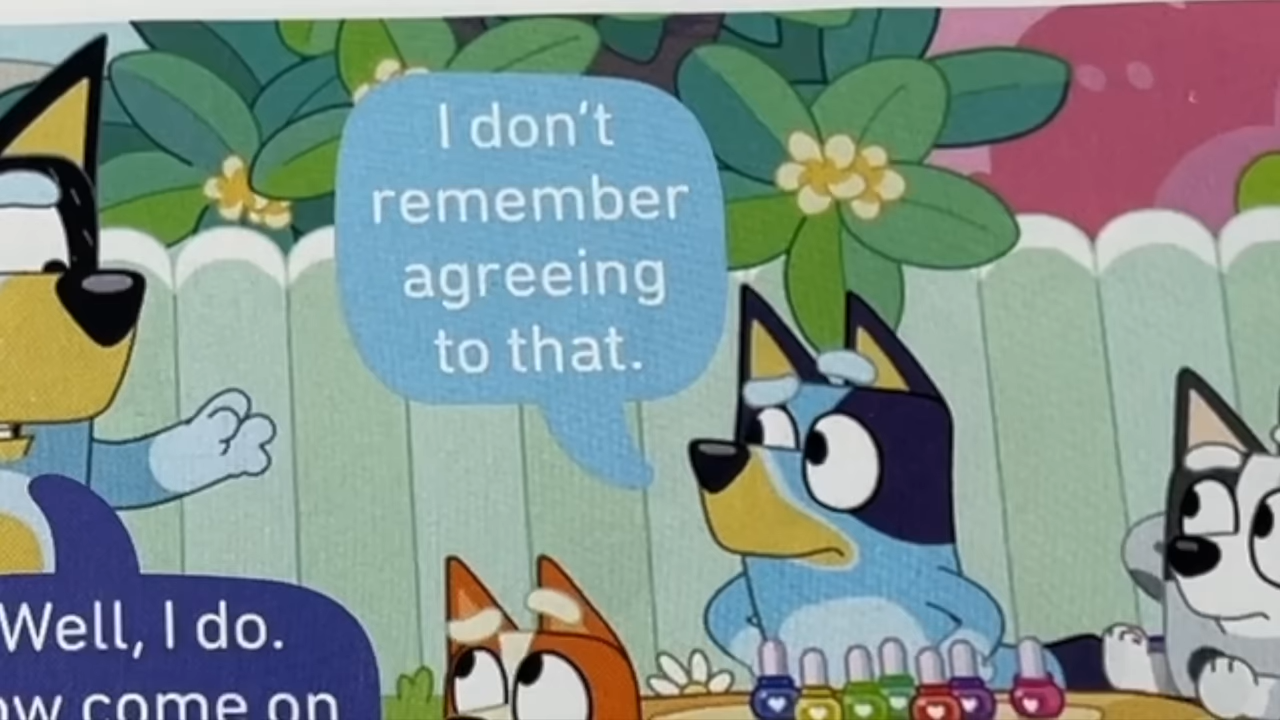 I don't
remember
agreeing
to that.
Well, I do.
come on